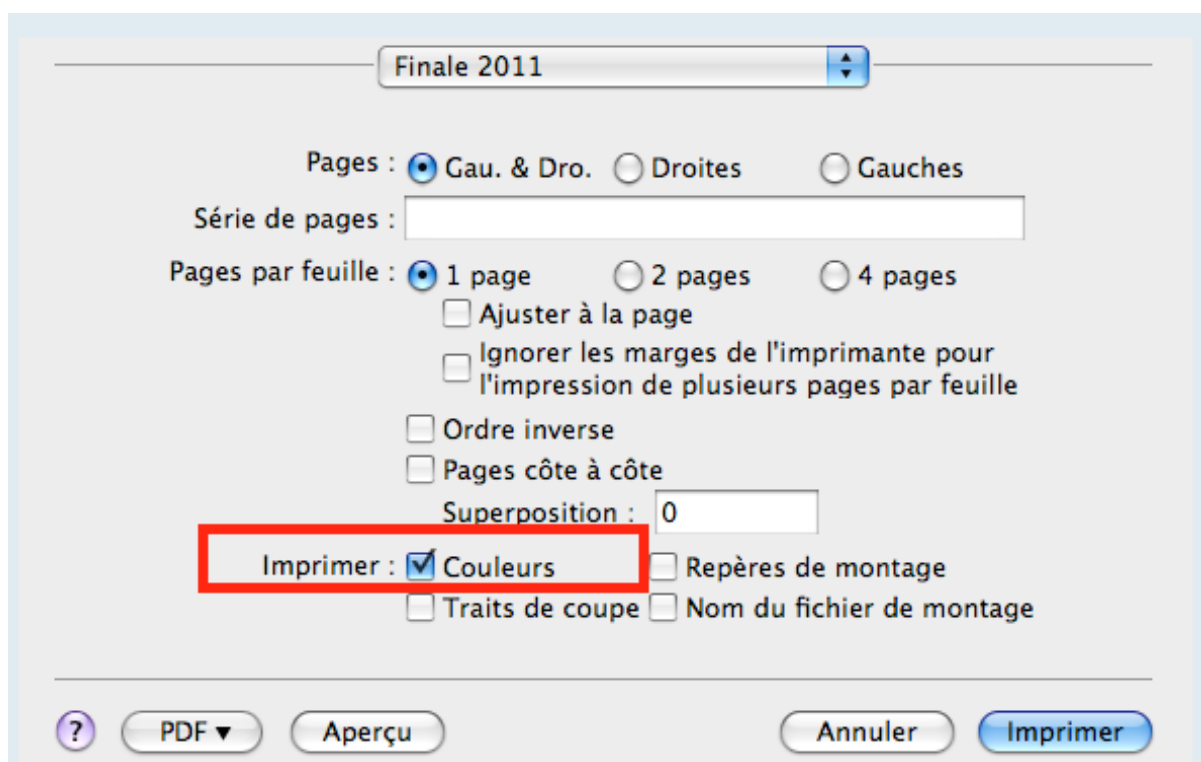 Finale 2011
Pages : Gau. & Dro. Droites Gauches
Série de pages :
Pages par feuille : 1 page 2 pages 4 pages
Ajuster à la page
Ignorer les marges de l'imprimante pour
l'impression de plusieurs pages par feuille
Ordre inverse
Pages côte à côte
Superposition : 0
Imprimer : Couleurs Repères de montage
Traits de coupe Nom du fichier de montage
? PDF Aperçu Annuler Imprimer